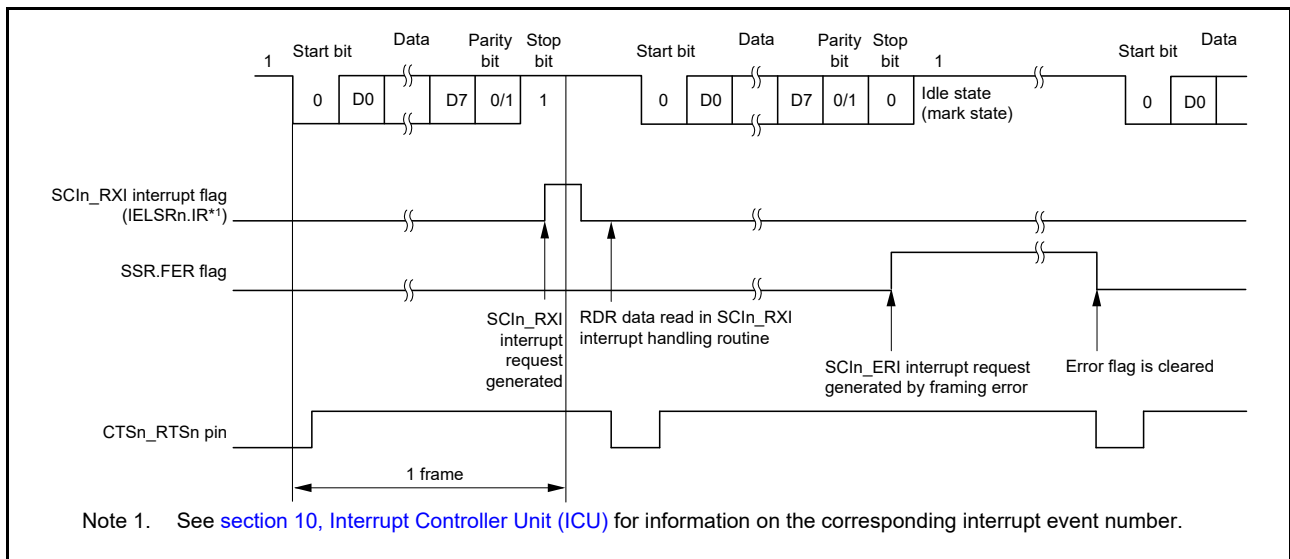 1 Start bit Data Parity bit Stop bit Start bit Data Parity bit Stop bit 1 Start bit Data
0 D0 D7 0/1 1 0 D0 D7 0/1 0 Idle state (mark state) 0 D0
SCIn_RXI interrupt flag
(IELSRn.IR*1)
SSR.FER flag
SCIn_RXI
interrupt
request
generated
RDR data read in SCIn_RXI
interrupt handling routine
SCIn_ERI interrupt request
generated by framing error
Error flag is cleared
CTSn_RTSn pin
1 frame
Note 1. See section 10, Interrupt Controller Unit (ICU) for information on the corresponding interrupt event number.